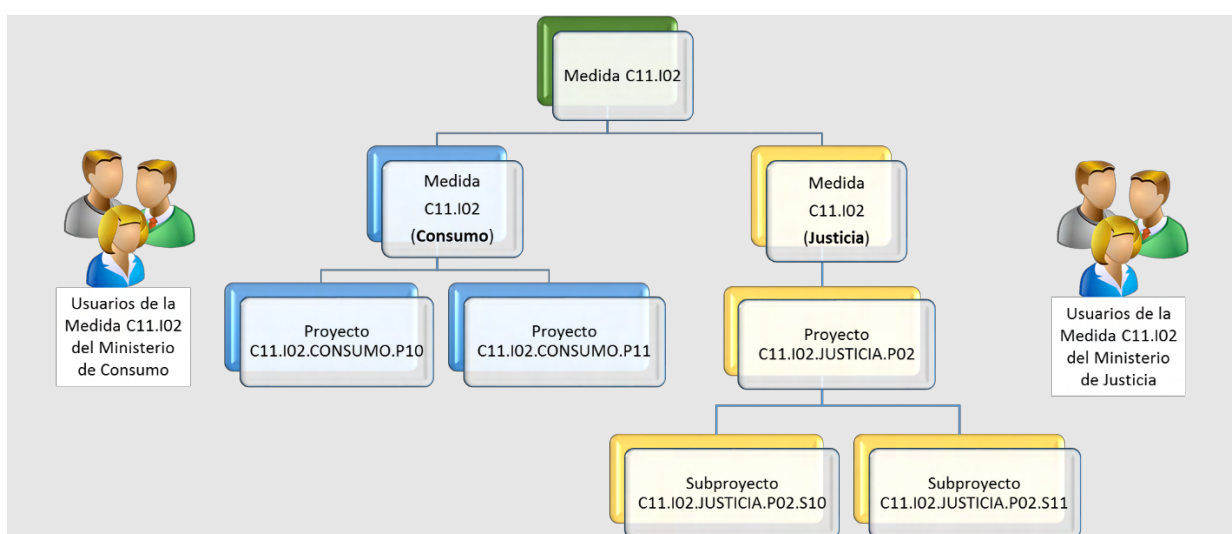 Medida C11.I02
Medida
C11.I02
(Consumo)
Medida
C11.I02
(Justicia)
Usuarios de la
Medida C11.I02
del Ministerio
de Consumo
Proyecto
C11.I02.CONSUMO.P10
Proyecto
C11.I02.CONSUMO.P11
Proyecto
C11.I02.JUSTICIA.P02
Usuarios de la
Medida C11.I02
del Ministerio
de Justicia
Subproyecto
C11.I02.JUSTICIA.P02.S10
Subproyecto
C11.I02.JUSTICIA.P02.S11